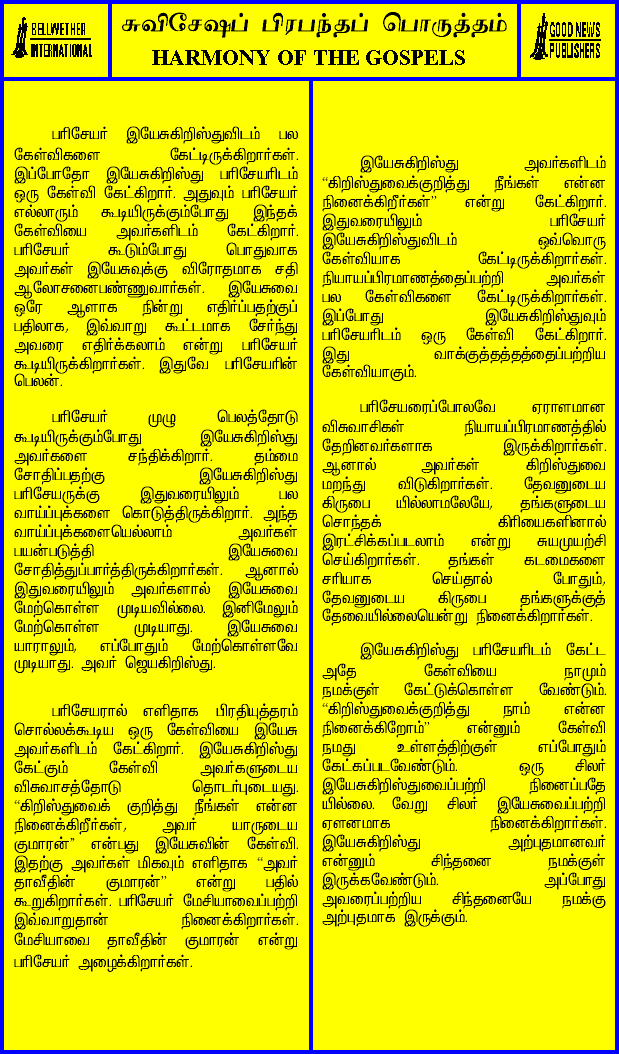 BELLWETHER
INTERNATIONAL
சுவிசேஷப் பிரபந்தப் பொருத்தம்
HARMONY OF THE GOSPELS
GOOD NEWS
PUBLISHERS
பரிசேயர் இயேசுகிறிஸ்துவிடம் பல
கேள்விகளை கேட்டிருக்கிறார்கள்.
இப்போதோ இயேசுகிறிஸ்து பரிசேயரிடம்
ஒரு கேள்வி கேட்கிறார். அதுவும் பரிசேயர்
எல்லாரும் கூடியிருக்கும்போது இந்தக்
கேள்வியை அவர்களிடம் கேட்கிறார்.
பரிசேயர் கூடும்போது பொதுவாக
அவர்கள் இயேசுவுக்கு விரோதமாக சதி
ஆலோசனைபண்ணுவார்கள். இயேசுவை
ஒரே ஆளாக நின்று எதிர்ப்பதற்குப்
பதிலாக, இவ்வாறு கூட்டமாக சேர்ந்து
அவரை எதிர்க்கலாம் என்று பரிசேயர்
கூடியிருக்கிறார்கள். இதுவே பரிசேயரின்
பெலன்.
பரிசேயர் முழு பெலத்தோடு
கூடியிருக்கும்போது இயேசுகிறிஸ்து
அவர்களை சந்திக்கிறார். தம்மை
சோதிப்பதற்கு இயேசுகிறிஸ்து
பரிசேயருக்கு இதுவரையிலும் பல
வாய்ப்புக்களை கொடுத்திருக்கிறார். அந்த
வாய்ப்புக்களையெல்லாம் அவர்கள்
பயன்படுத்தி இயேசுவை
சோதித்துப்பார்த்திருக்கிறார்கள். ஆனால்
இதுவரையிலும் அவர்களால் இயேசுவை
மேற்கொள்ள முடியவில்லை. இனிமேலும்
மேற்கொள்ள முடியாது. இயேசுவை
யாராலும், எப்போதும் மேற்கொள்ளவே
முடியாது. அவர் ஜெயகிறிஸ்து.
பரிசேயரால் எளிதாக பிரதியுத்தரம்
சொல்லக்கூடிய ஒரு கேள்வியை இயேசு
அவர்களிடம் கேட்கிறார். இயேசுகிறிஸ்து
கேட்கும் கேள்வி அவர்களுடைய
விசுவாசத்தோடு தொடர்புடையது.
“கிறிஸ்துவைக் குறித்து நீங்கள் என்ன
நினைக்கிறீர்கள், அவர் யாருடைய
குமாரன்” என்பது இயேசுவின் கேள்வி.
இதற்கு அவர்கள் மிகவும் எளிதாக “அவர்
தாவீதின் குமாரன்” என்று பதில்
கூறுகிறார்கள். பரிசேயர் மேசியாவைப்பற்றி
இவ்வாறுதான் நினைக்கிறார்கள்.
மேசியாவை தாவீதின் குமாரன் என்று
பரிசேயர் அழைக்கிறார்கள்.
இயேசுகிறிஸ்து அவர்களிடம்
“கிறிஸ்துவைக்குறித்து நீங்கள் என்ன
நினைக்கிறீர்கள்” என்று கேட்கிறார்.
இதுவரையிலும் பரிசேயர்
இயேசுகிறிஸ்துவிடம் ஒவ்வொரு
கேள்வியாக கேட்டிருக்கிறார்கள்.
நியாயப்பிரமாணத்தைப்பற்றி அவர்கள்
பல கேள்விகளை கேட்டிருக்கிறார்கள்.
இப்போது இயேசுகிறிஸ்துவும்
பரிசேயரிடம் ஒரு கேள்வி கேட்கிறார்.
இது வாக்குத்தத்தத்தைப்பற்றிய
கேள்வியாகும்.
பரிசேயரைப்போலவே ஏராளமான
விசுவாசிகள் நியாயப்பிரமாணத்தில்
தேறினவர்களாக இருக்கிறார்கள்.
ஆனால் அவர்கள் கிறிஸ்துவை
மறந்து விடுகிறார்கள். தேவனுடைய
கிருபை யில்லாமலேயே, தங்களுடைய
சொந்தக் கிரியைகளினால்
இரட்சிக்கப்படலாம் என்று சுயமுயற்சி
செய்கிறார்கள். தங்கள் கடமைகளை
சரியாக செய்தால் போதும்,
தேவனுடைய கிருபை தங்களுக்குத்
தேவையில்லையென்று நினைக்கிறார்கள்.
இயேசுகிறிஸ்து பரிசேயரிடம் கேட்ட
அதே கேள்வியை நாமும்
நமக்குள் கேட்டுக்கொள்ள வேண்டும்.
“கிறிஸ்துவைக்குறித்து நாம் என்ன
நினைக்கிறோம்” என்னும் கேள்வி
நமது உள்ளத்திற்குள் எப்போதும்
கேட்கப்படவேண்டும். ஒரு சிலர்
இயேசுகிறிஸ்துவைப்பற்றி நினைப்பதே
யில்லை. வேறு சிலர் இயேசுவைப்பற்றி
ஏளனமாக நினைக்கிறார்கள்.
இயேசுகிறிஸ்து அற்புதமானவர்
என்னும் சிந்தனை நமக்குள்
இருக்கவேண்டும். அப்போது
அவரைப்பற்றிய சிந்தனையே நமக்கு
அற்புதமாக இருக்கும்.